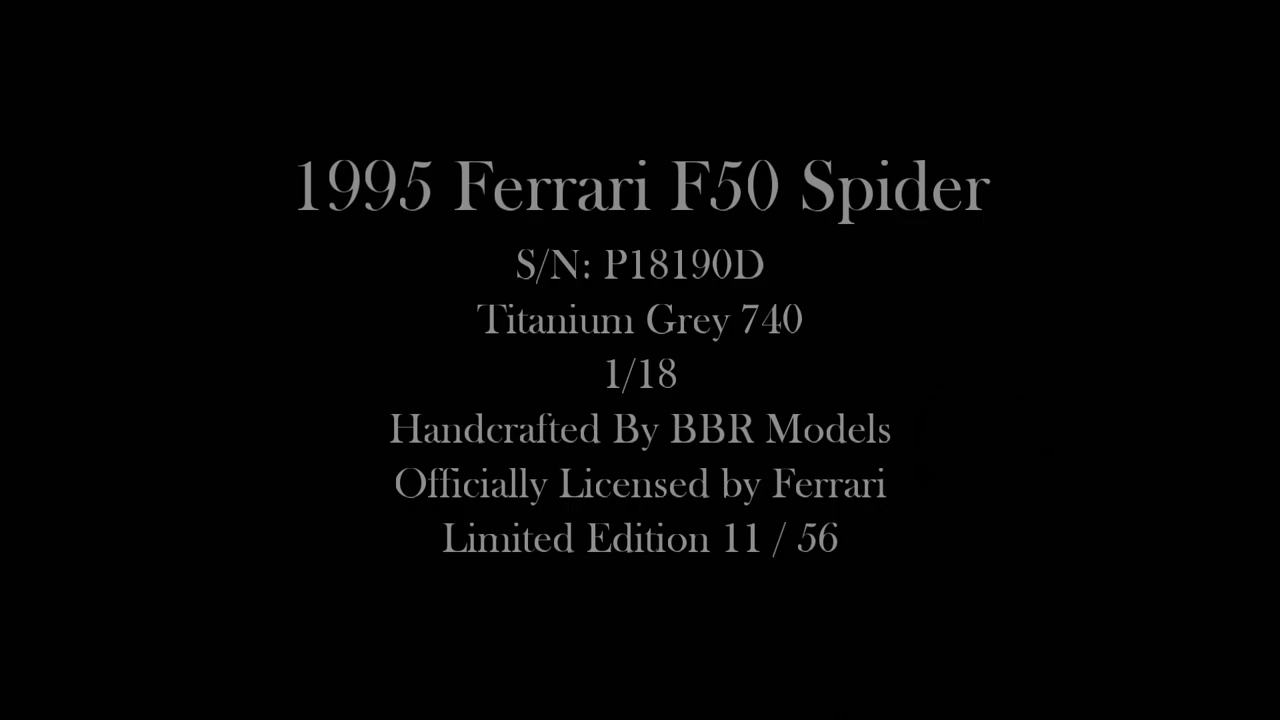 1995 Ferrari F50 Spider
S/N: P18190D
Titanium Grey 740
1/18
Handcrafted By BBR Models
Officially Licensed by Ferrari
Limited Edition 11 / 56